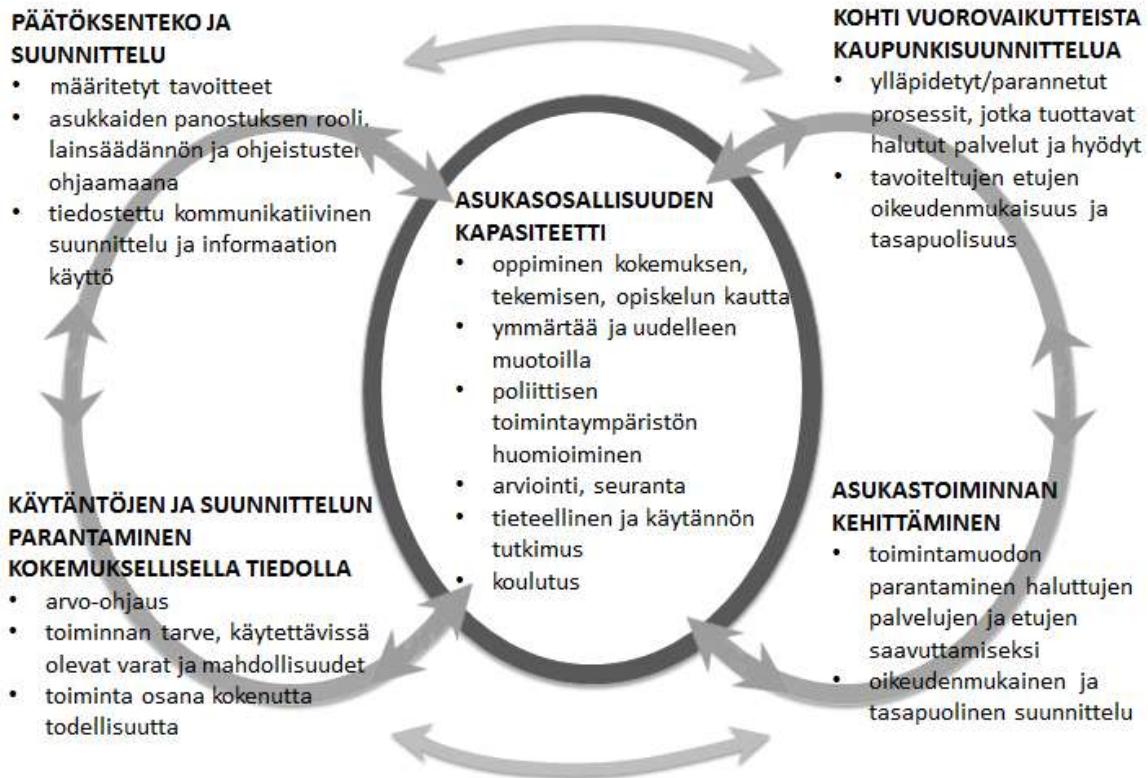 PÄÄTÖKSENTEKO JA
SUUNNITTELU
• määritetyt tavoitteet
• asukkaiden panostuksen rooli,
lainsäädännön ja ohjeistusten
ohjaamaana
• tiedostettu kommunikatiivinen
suunnittelu ja informaation
käyttö
KOHTI VUOROVAIKUTTEISTA
KAUPUNKISUUNNITTELUA
• ylläpidetyt/parannetut
prosessit, jotka tuottavat
halutut palvelut ja hyödyt
• tavoiteltujen etujen
oikeudenmukaisuus ja
tasapuolisuus
ASUKASOSALLISUUDEN
KAPASITEETTI
• oppiminen kokemuksen,
tekemisen, opiskelun kautta
• ymmärtää ja uudelleen
muotoilla
• poliittisen
toimintaympäristön
huomioiminen
• arviointi, seuranta
• tieteellinen ja käytännön
tutkimus
• koulutus
KÄYTÄNTÖJEN JA SUUNNITTELUN
PARANTAMINEN
KOKEMUKSELLISELLA TIEDOLLA
• arvo-ohjaus
• toiminnan tarve, käytettävissä
olevat varat ja mahdollisuudet
• toiminta osana kokenutta
todellisuutta
ASUKASTOIMINNAN
KEHITTÄMINEN
• toimintamuodon
parantaminen haluttujen
palvelujen ja etujen
saavuttamiseksi
• oikeudenmukainen ja
tasapuolinen suunnittelu